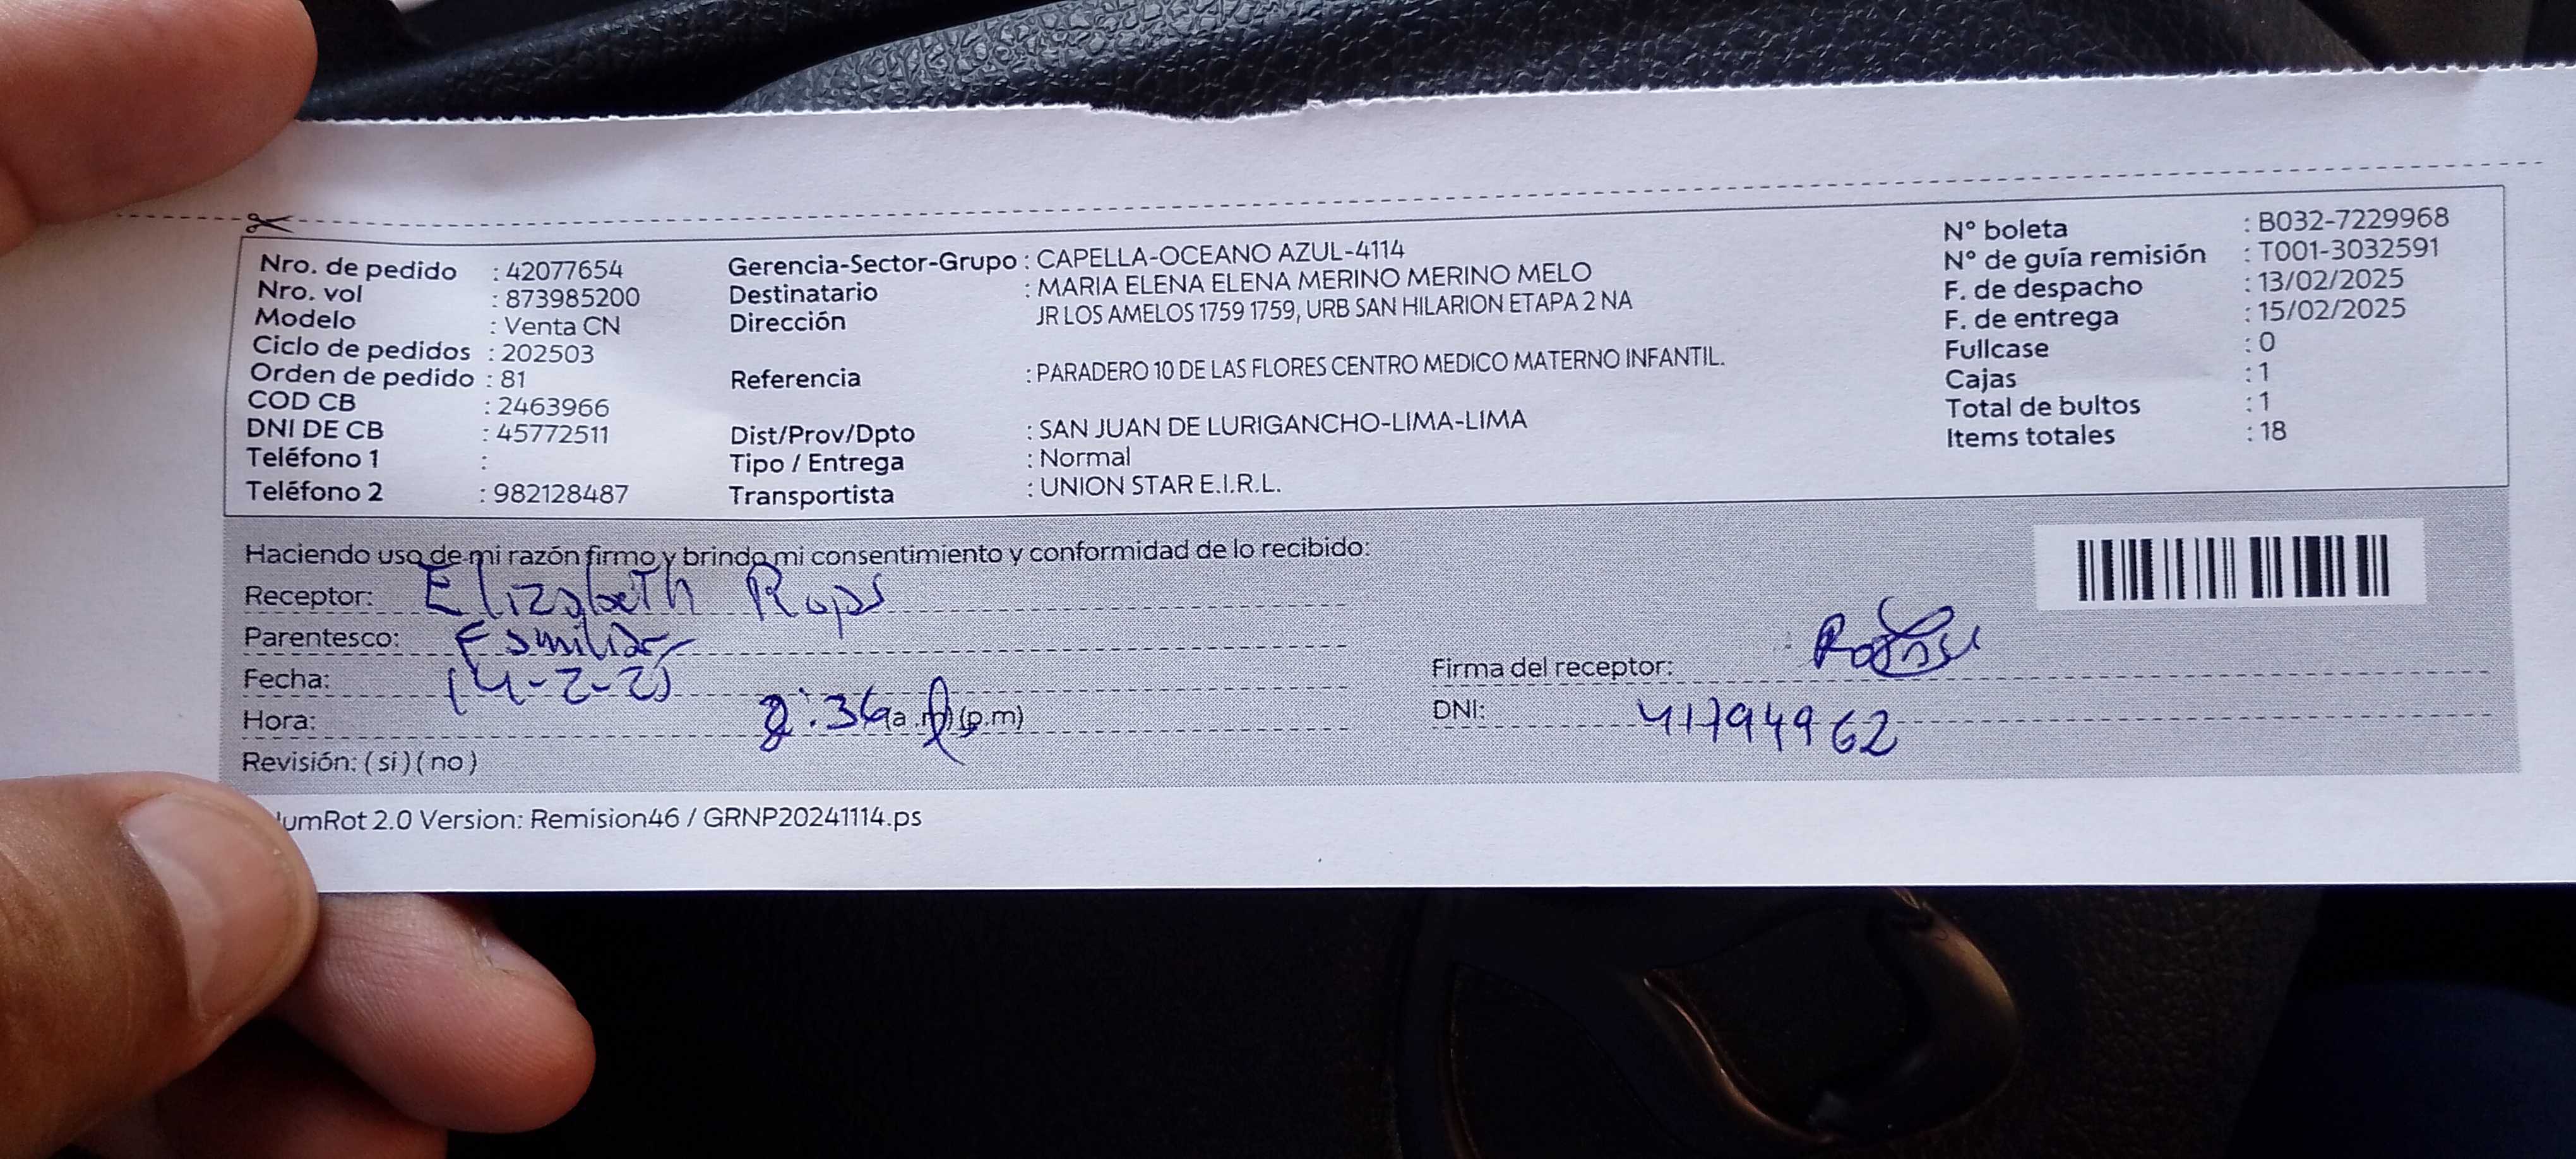 Nro. de pedido : 42077654
Nro. vol : 873985200
Modelo : Venta CN
Ciclo de pedidos : 202503
Orden de pedido : 81
COD CB : 2463966
DNI DE CB : 45772511
Teléfono 1 :
Teléfono 2 : 982128487
Gerencia-Sector-Grupo : CAPELLA-OCEANO AZUL-4114
Destinatario : MARIA ELENA ELENA MERINO MERINO MELO
Dirección JR LOS AMELOS 1759 1759, URB SAN HILARION ETAPA 2 NA
Referencia : PARADERO 10 DE LAS FLORES CENTRO MEDICO MATERNO INFANTIL.
Dist/Prov/Dpto : SAN JUAN DE LURIGANCHO-LIMA-LIMA
Tipo / Entrega : Normal
Transportista : UNION STAR E.I.R.L.
N° boleta : B032-7229968
N° de guía remisión : T001-3032591
F. de despacho : 13/02/2025
F. de entrega : 15/02/2025
Fullcase : 0
Cajas : 1
Total de bultos : 1
Items totales : 18
Haciendo uso de mi razón firmo y brindo mi consentimiento y conformidad de lo recibido:
Receptor: Elizabeth
Parentesco: Familiar
Fecha: 14-2-25
Hora: :36 (a.m) (p.m)
Revisión: ( si ) ( no )
Firma del receptor:
DNI: 41794962
umRot 2.0 Version: Remision46 / GRNP20241114.ps